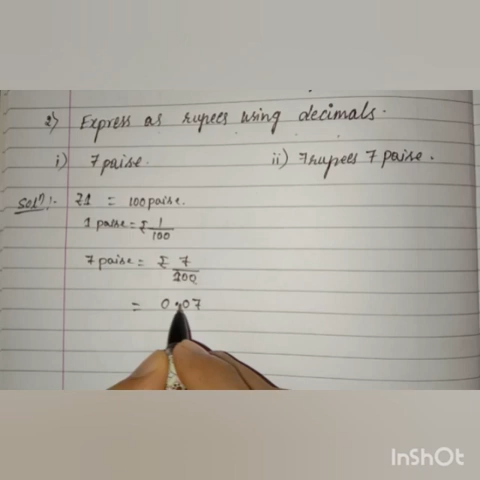 2) Express as rupees using decimals.
i) 7 paise. ii) 7 rupees 7 paise.
Solⁿ:- ₹1 = 100 paise.
1 paise = ₹ 1/100
7 paise = ₹ 7/100
= 0.07
InShOt